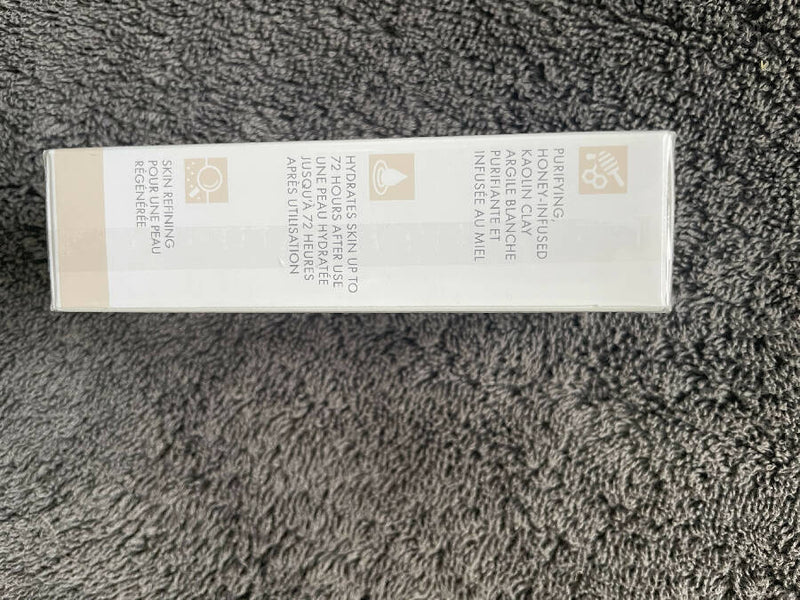 PURIFYING,
HONEY-INFUSED
KAOLIN CLAY
ARGILE BLANCHE
PURIFIANTE ET
INFUSÉE AU MIEL
HYDRATES SKIN UP TO
72 HOURS AFTER USE
UNE PEAU HYDRATÉE
JUSQU'À 72 HEURES
APRÈS UTILISATION
SKIN REFINING
POUR UNE PEAU
RÉGÉNÉRÉE